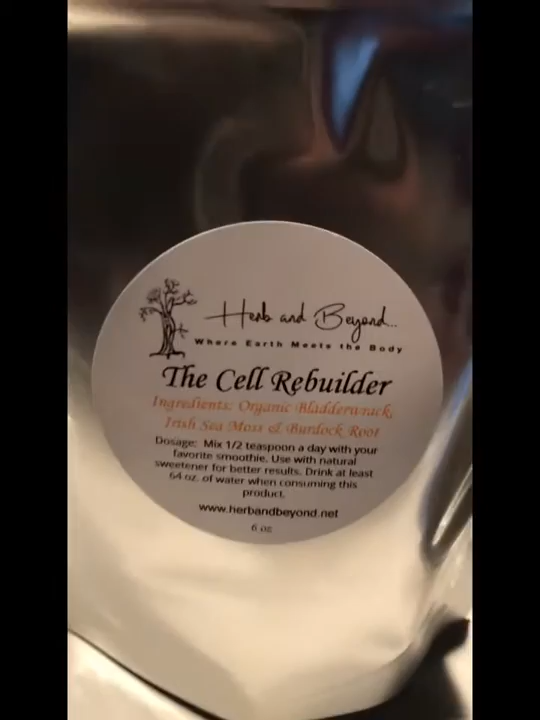 Herb and Beyond...
Where Earth Meets the Body
The Cell Rebuilder
Ingredients: Organic Bladderwrack,
Irish Sea Moss & Burdock Root
Dosage: Mix 1/2 teaspoon a day with your
favorite smoothie. Use with natural
sweetener for better results. Drink at least
64 oz. of water when consuming this
product.
www.herbandbeyond.net
6 oz